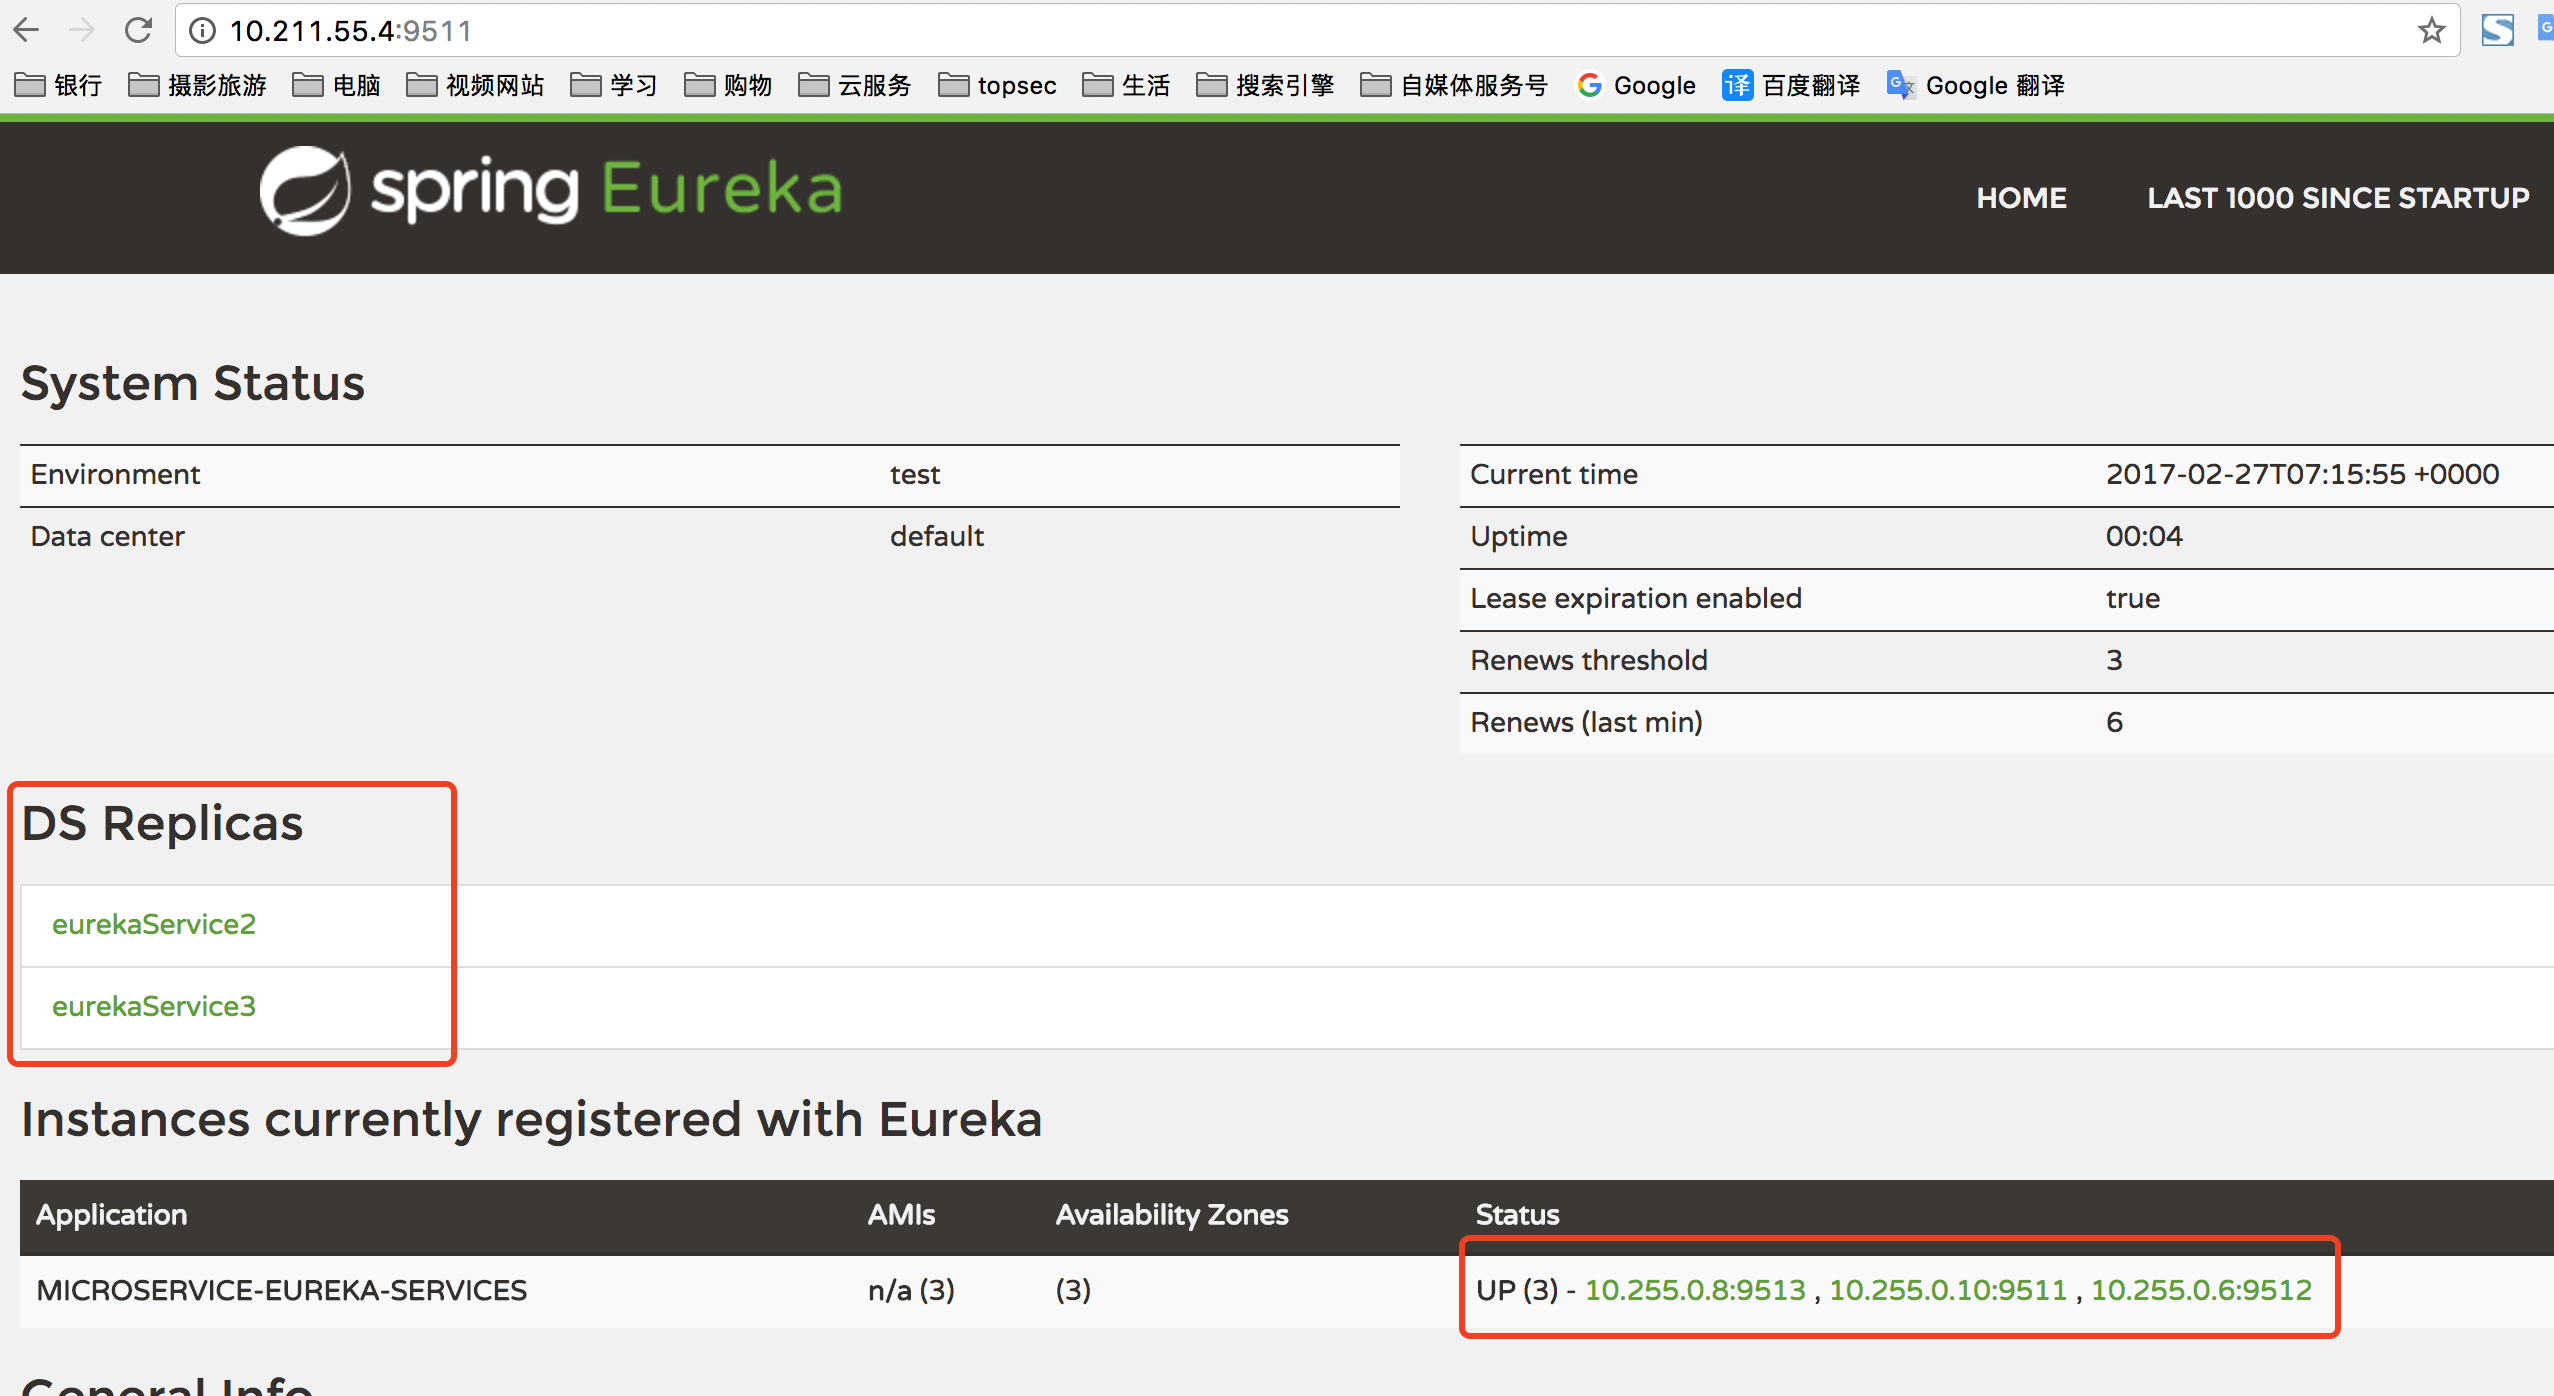 10.211.55.4:9511
银行 摄影旅游 电脑 视频网站 学习 购物 云服务 topsec 生活 搜索引擎 自媒体服务号 Google 译 百度翻译 Google 翻译
spring Eureka
HOME LAST 1000 SINCE STARTUP
System Status
Environment test
Data center default
Current time 2017-02-27T07:15:55 +0000
Uptime 00:04
Lease expiration enabled true
Renews threshold 3
Renews (last min) 6
DS Replicas
eurekaService2
eurekaService3
Instances currently registered with Eureka
Application AMIs Availability Zones Status
MICROSERVICE-EUREKA-SERVICES n/a (3) (3) UP (3) - 10.255.0.8:9513 , 10.255.0.10:9511 , 10.255.0.6:9512
General Info